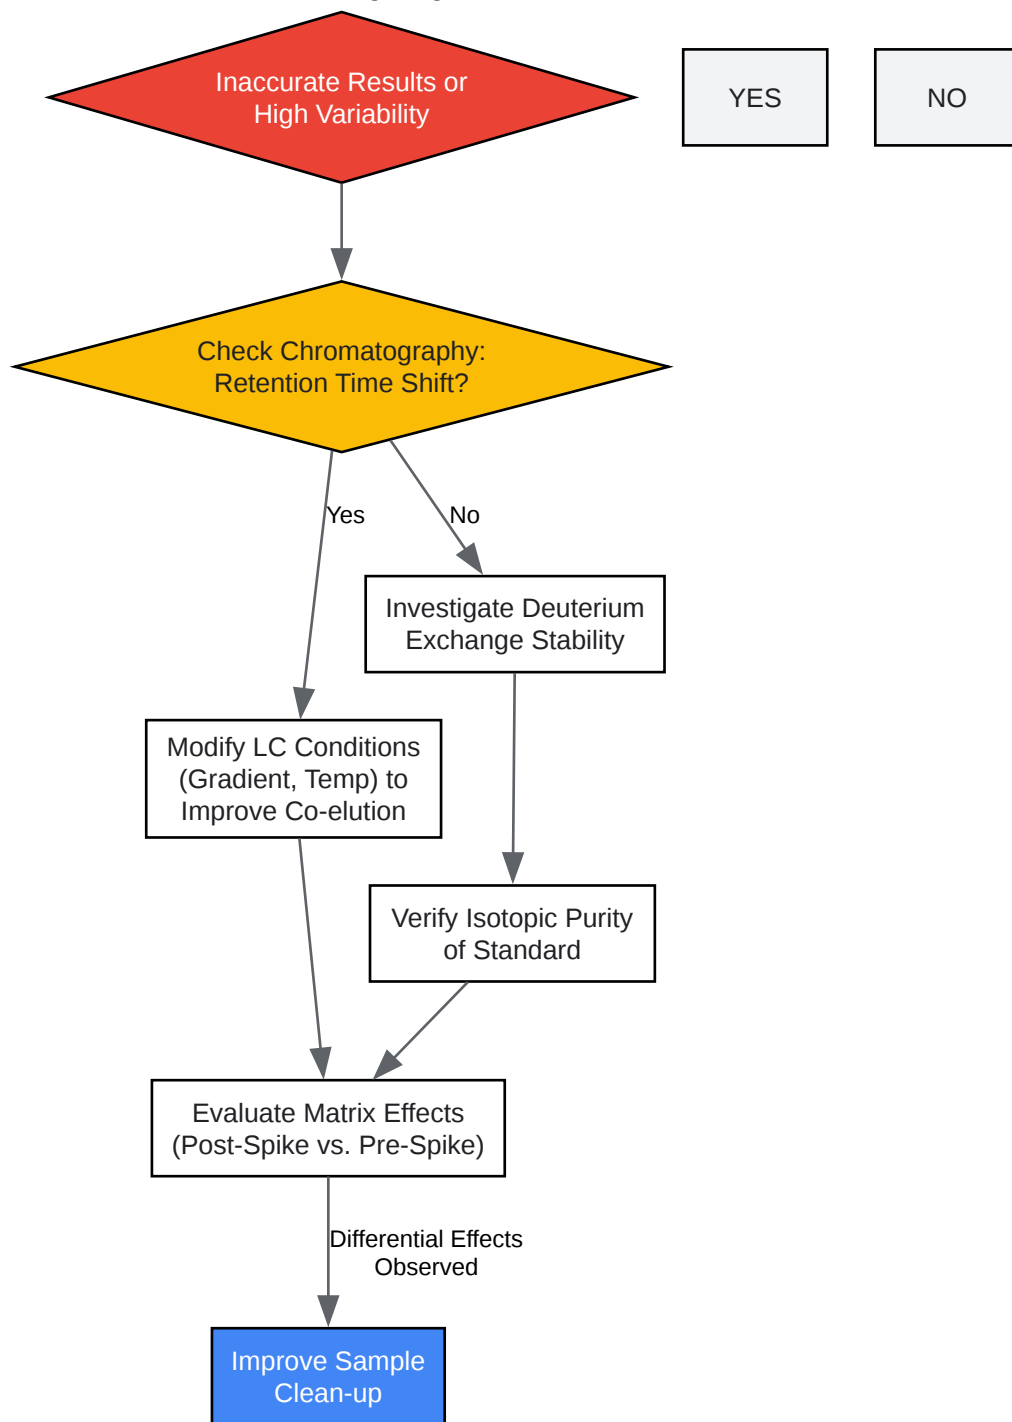 Inaccurate Results or
High Variability
YES
NO
Check Chromatography:
Retention Time Shift?
Yes
No
Investigate Deuterium
Exchange Stability
Modify LC Conditions
(Gradient, Temp) to
Improve Co-elution
Verify Isotopic Purity
of Standard
Evaluate Matrix Effects
(Post-Spike vs. Pre-Spike)
Differential Effects
Observed
Improve Sample
Clean-up